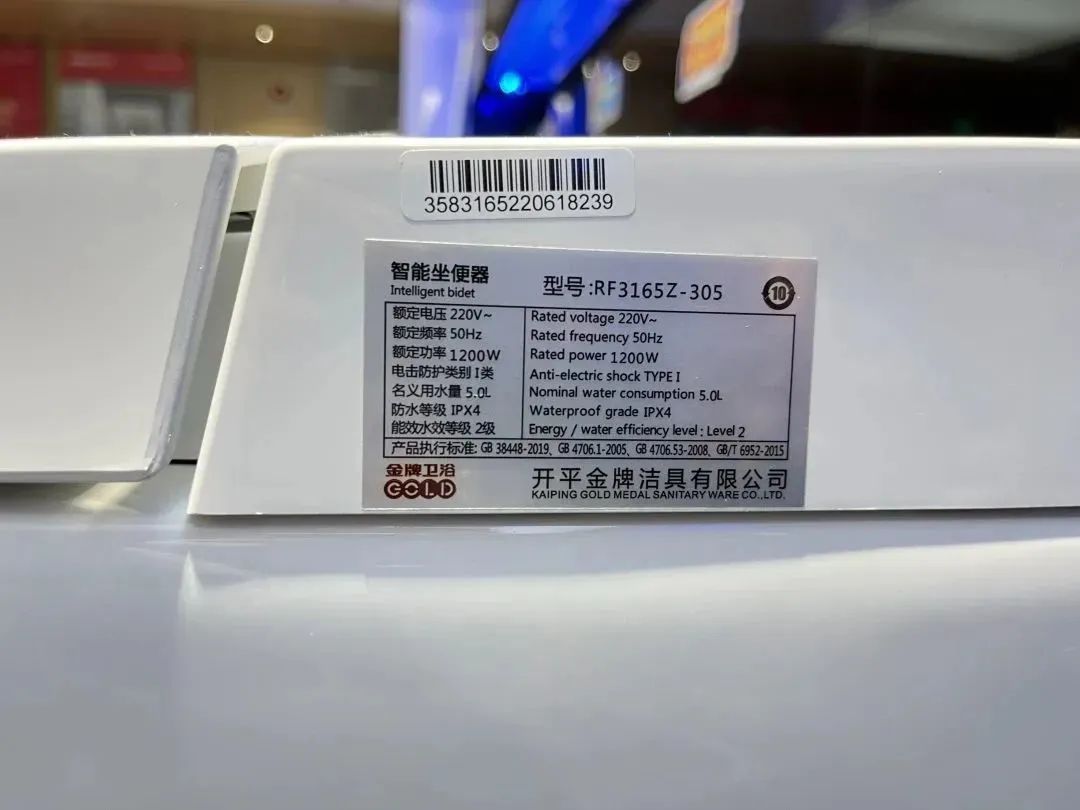 3583165220618239
智能坐便器
Intelligent bidet
型号:RF3165Z-305
10
额定电压 220V~
额定频率 50Hz
额定功率 1200W
电击防护类别 I类
名义用水量 5.0L
防水等级 IPX4
能效水效等级 2级
Rated voltage 220V~
Rated frequency 50Hz
Rated power 1200W
Anti-electric shock TYPE I
Nominal water consumption 5.0L
Waterproof grade IPX4
Energy / water efficiency level: Level 2
产品执行标准: GB 38448-2019、GB 4706.1-2005、GB 4706.53-2008、GB/T 6952-2015
金牌卫浴
GOLD
开平金牌洁具有限公司
KAIPING GOLD MEDAL SANITARY WARE CO.,LTD.